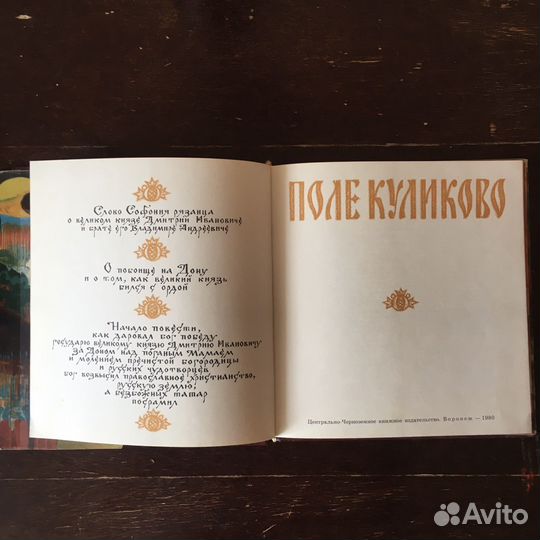 Слово Софония рязанца
о великом князе Дмитрии Ивановиче
и брате его Владимире Андреевиче
О побоище на Дону
и о том, как великий князь
бился с ордой
Начало повести,
как даровал бог победу
государю великому князю Дмитрию Ивановичу
за Доном над поганым Мамаем
и молением пречистой богородицы
и русских чудотворцев
бог возвысил православное христианство,
русскую землю,
а безбожных татар
посрамил
ПОЛЕ КУЛИКОВО
Центрально-Черноземное книжное издательство. Воронеж — 1980
Avito